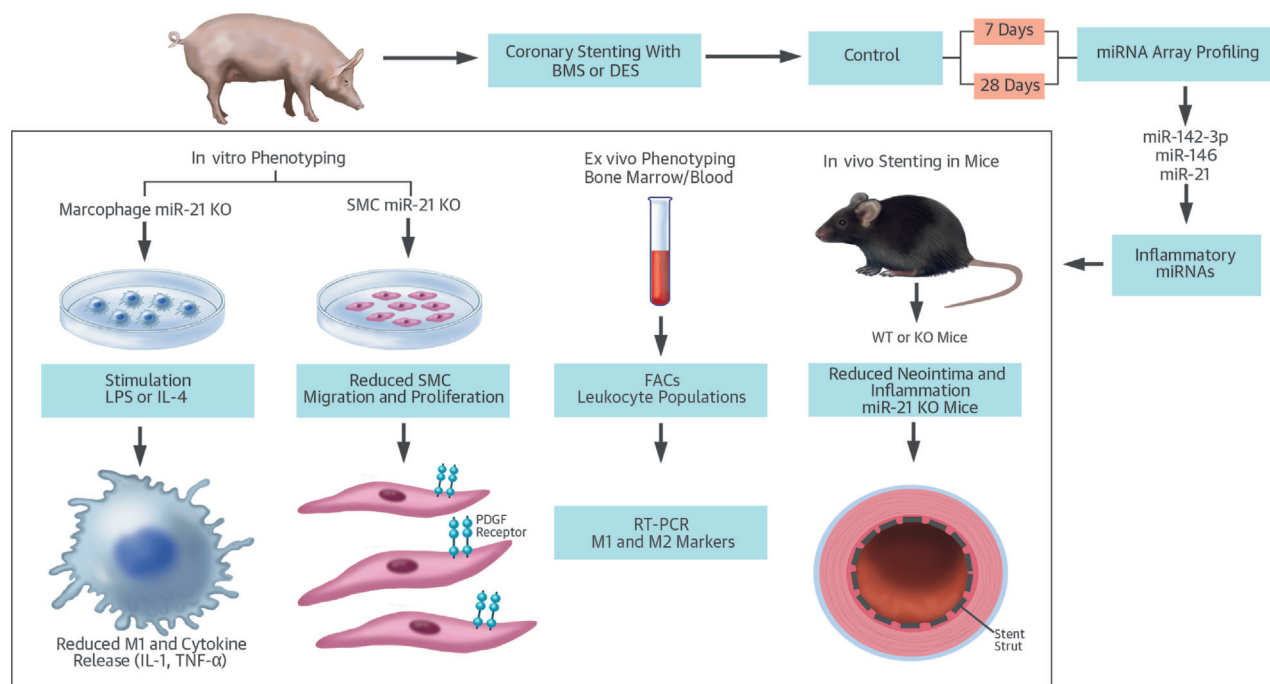 Coronary Stenting With
BMS or DES
Control
7 Days
28 Days
miRNA Array Profiling
miR-142-3p
miR-146
miR-21
Inflammatory
miRNAs
In vitro Phenotyping
Marcophage miR-21 KO
SMC miR-21 KO
Stimulation
LPS or IL-4
Reduced SMC
Migration and Proliferation
PDGF
Receptor
Reduced M1 and Cytokine
Release (IL-1, TNF-α)
Ex vivo Phenotyping
Bone Marrow/Blood
FACs
Leukocyte Populations
RT-PCR
M1 and M2 Markers
In vivo Stenting in Mice
WT or KO Mice
Reduced Neointima and
Inflammation
miR-21 KO Mice
Stent
Strut